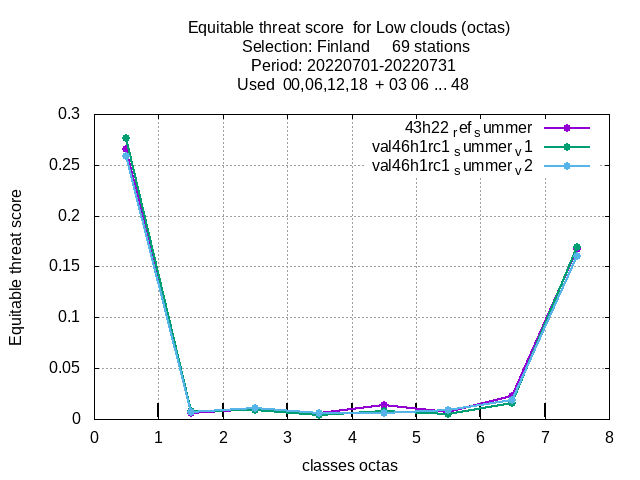 Equitable threat score  for Low clouds (octas)
Selection: Finland     69 stations
Period: 20220701-20220731
Used  00,06,12,18  + 03 06 ... 48
43h22 ref summer
val46h1rc1 summer v1
val46h1rc1 summer v2
Equitable threat score
0.3
0.25
0.2
0.15
0.1
0.05
0
0 1 2 3 4 5 6 7 8
classes octas